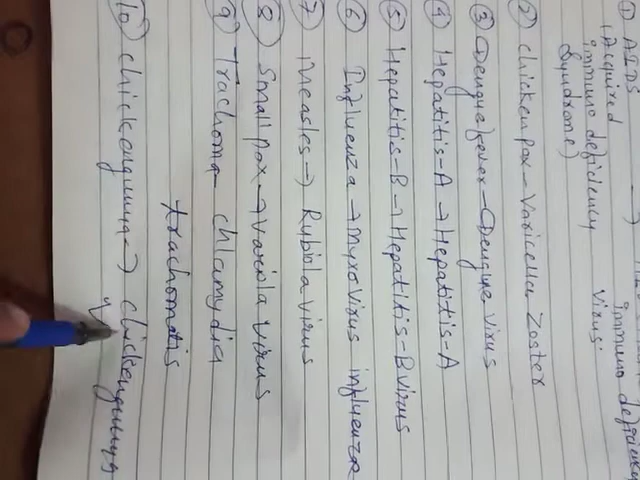 ① AIDS →
(Acquired
immuno deficiency immuno deficiency
Syndrome) Virus
② Chicken pox - Varicella Zoster
③ Dengue fever - Dengue virus
④ Hepatitis-A → Hepatitis-A
⑤ Hepatitis-B → Hepatitis-B virus
⑥ Influenza → Myxovirus influenza
⑦ Measles → Rubiola virus
⑧ Small pox → Variola virus
⑨ Trachoma chlamydia
trachomatis
⑩ Chickengunya → chickengunya
v